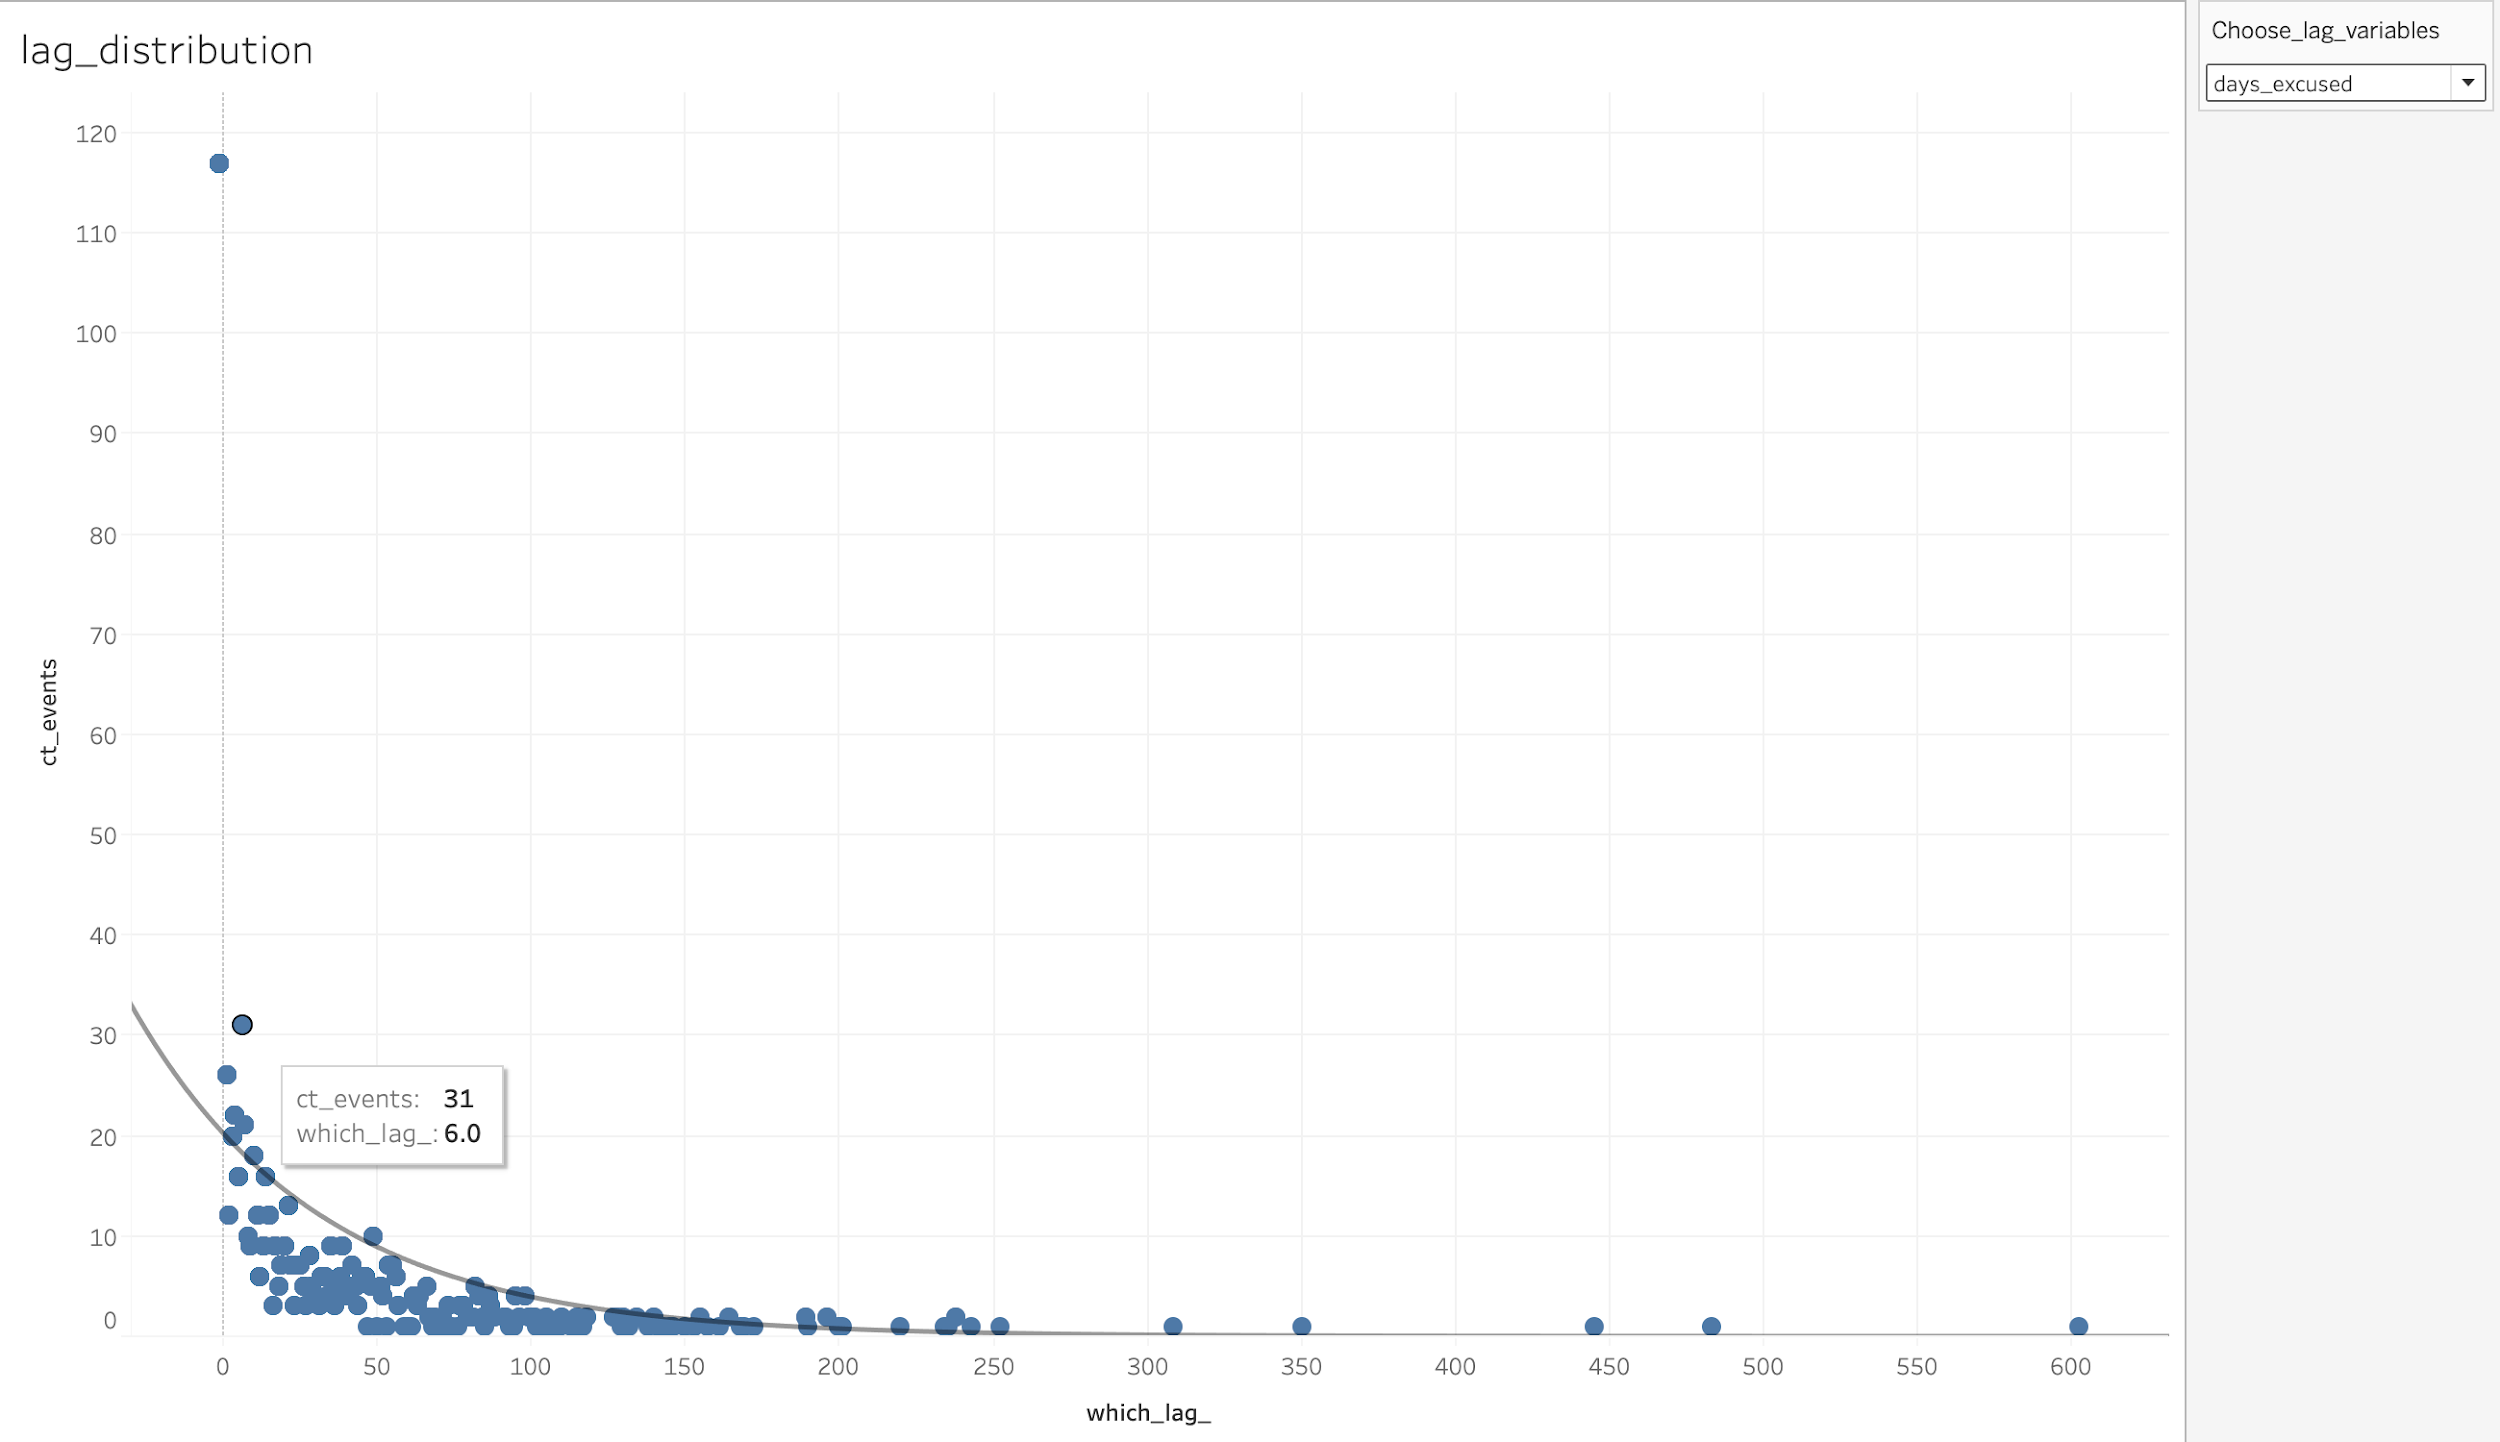 lag_distribution
Choose_lag_variables
days_excused
120
110
100
90
80
70
60
50
40
30
20
10
0
ct_events
ct_events: 31
which_lag_: 6.0
0 50 100 150 200 250 300 350 400 450 500 550 600
which_lag_